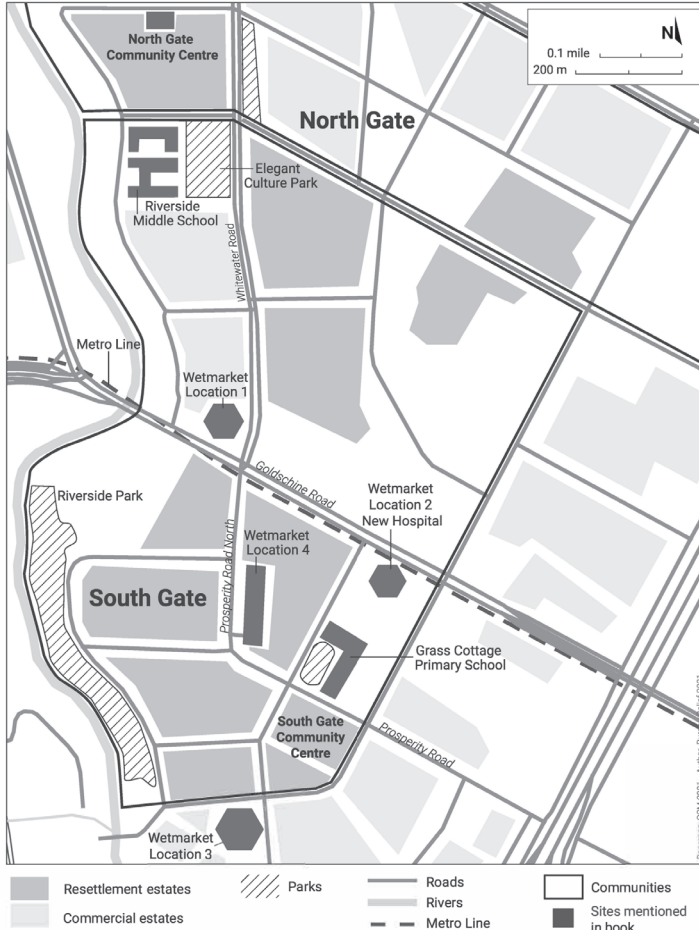 North Gate
Community Centre
N
0.1 mile
200 m
North Gate
Elegant
Culture Park
Riverside
Middle School
Whitewater Road
Metro Line
Wetmarket
Location 1
Goldschine Road
Riverside Park
Wetmarket
Location 2
New Hospital
Wetmarket
Location 4
Prosperity Road North
South Gate
Grass Cottage
Primary School
South Gate
Community
Centre
Prosperity Road
Wetmarket
Location 3
Resettlement estates
Commercial estates
Parks
Roads
Rivers
Metro Line
Communities
Sites mentioned
in book